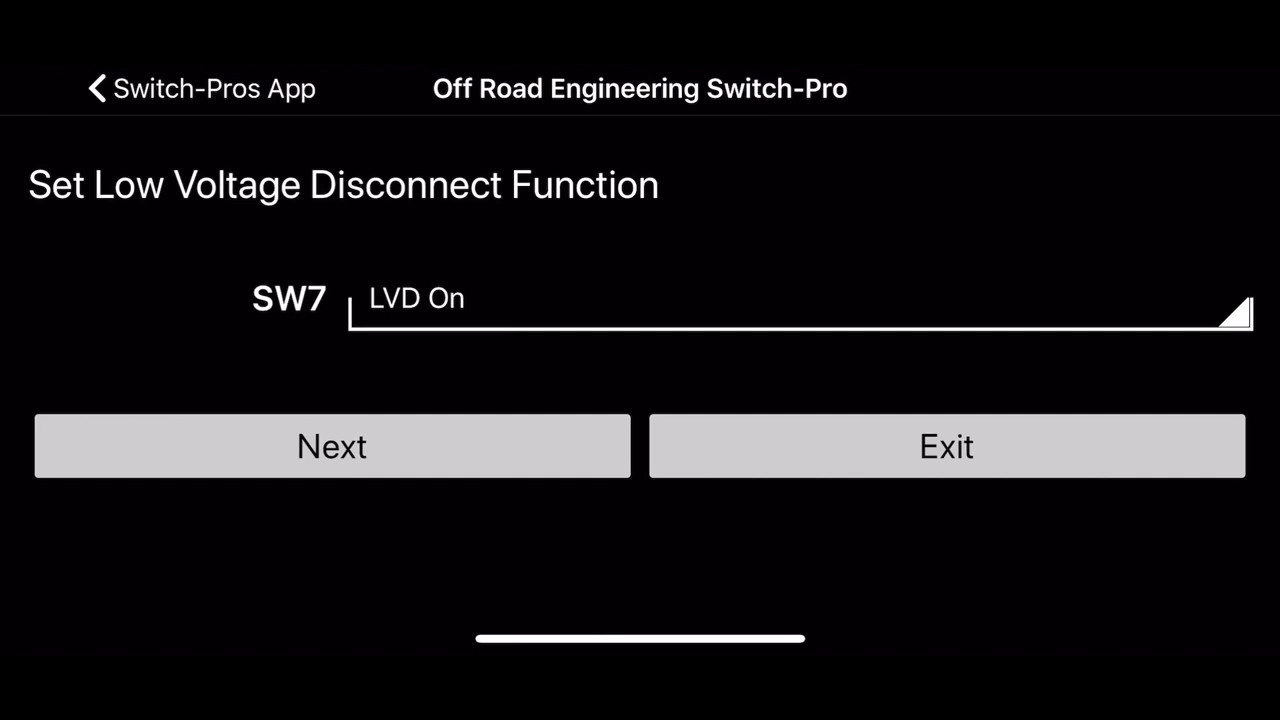 Switch-Pros App
Off Road Engineering Switch-Pro
Set Low Voltage Disconnect Function
SW7
LVD On
Next
Exit